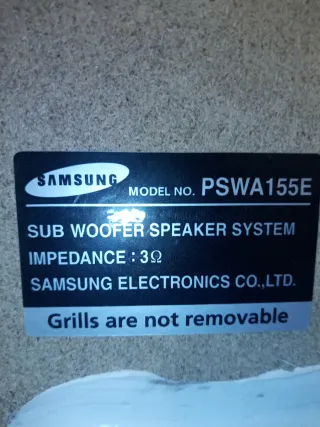 SAMSUNG MODEL NO. PSWA155E
SUB WOOFER SPEAKER SYSTEM
IMPEDANCE : 3Ω
SAMSUNG ELECTRONICS CO.,LTD.
Grills are not removable